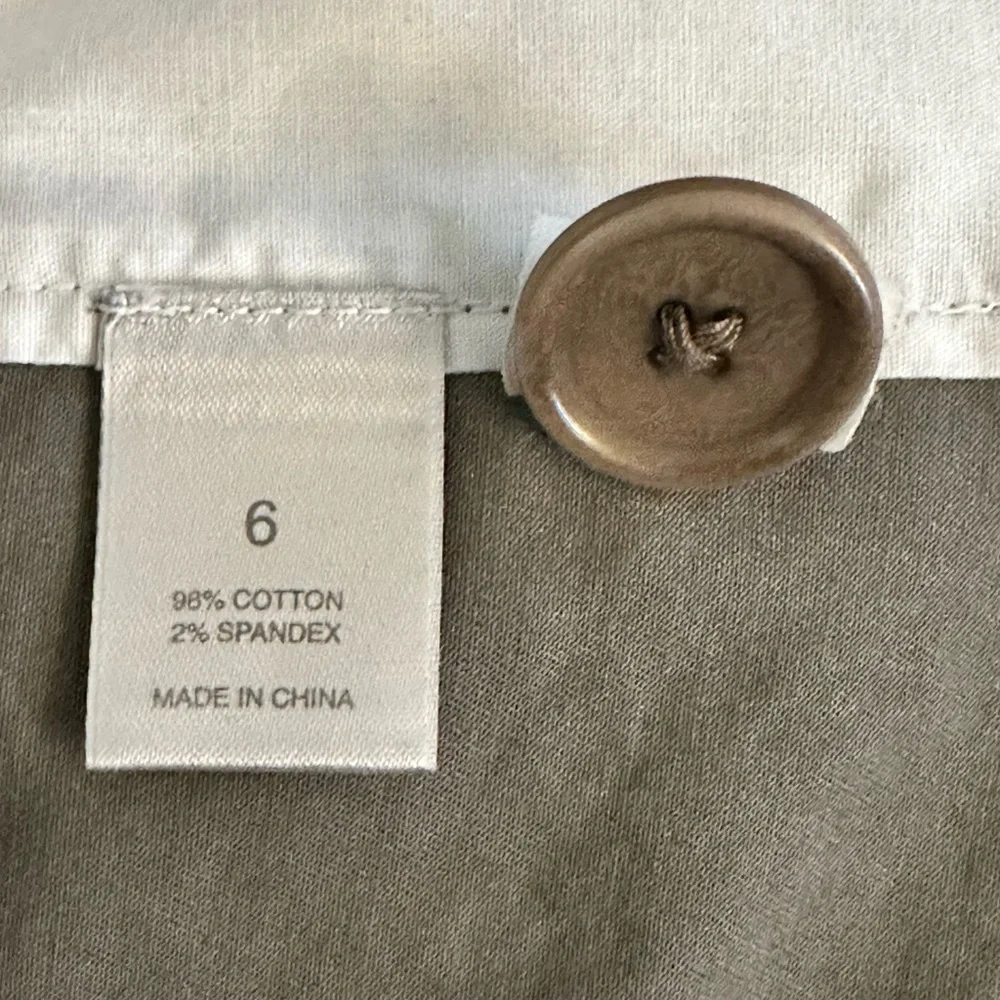 6
98% COTTON
2% SPANDEX
MADE IN CHINA